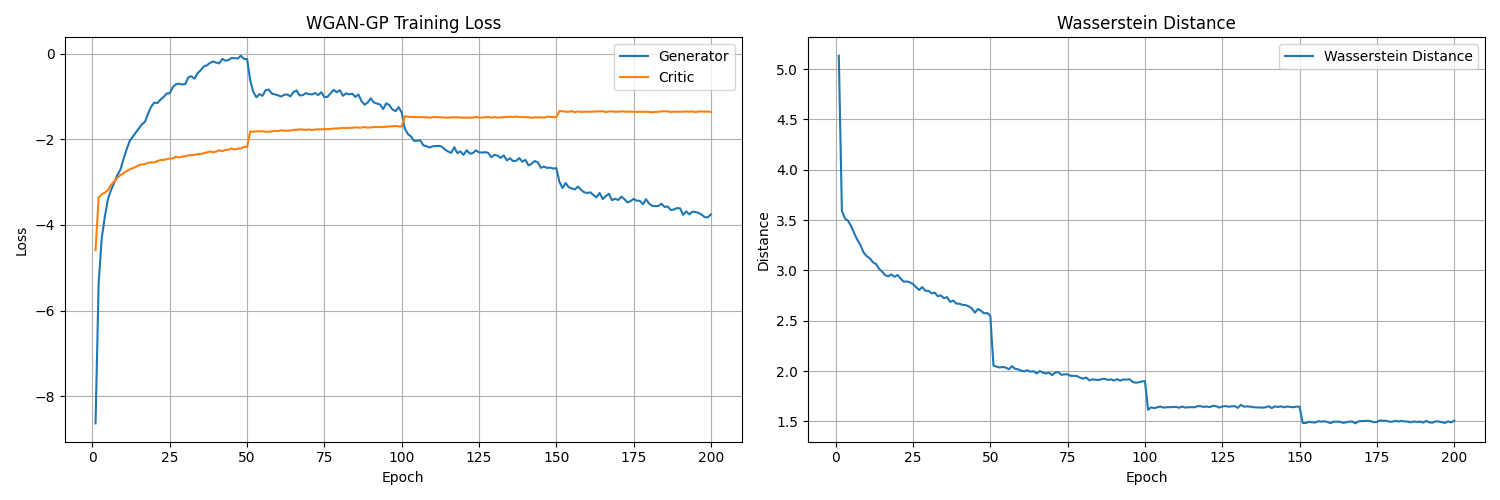 WGAN-GP Training Loss
Generator
Critic
0
−2
−4
−6
−8
Loss
0 25 50 75 100 125 150 175 200
Epoch
Wasserstein Distance
Wasserstein Distance
5.0
4.5
4.0
3.5
3.0
2.5
2.0
1.5
Distance
0 25 50 75 100 125 150 175 200
Epoch